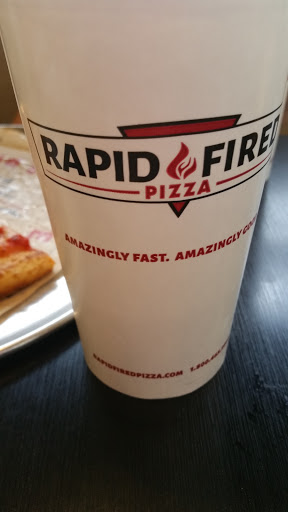 RAPID FIRED
PIZZA
AMAZINGLY FAST. AMAZINGLY
RAPIDFIREDPIZZA.COM